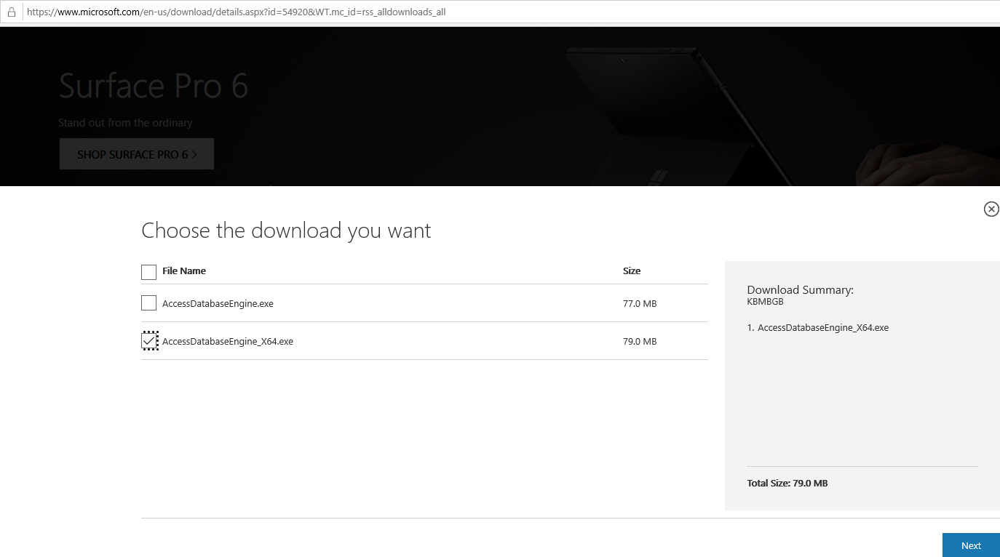 https://www.microsoft.com/en-us/download/details.aspx?id=54920&WT.mc_id=rss_alldownloads_all
Surface Pro 6
Stand out from the ordinary
SHOP SURFACE PRO 6 >
Choose the download you want
File Name Size
AccessDatabaseEngine.exe 77.0 MB
AccessDatabaseEngine_X64.exe 79.0 MB
Download Summary:
KBMBGB
1. AccessDatabaseEngine_X64.exe
Total Size: 79.0 MB
Next